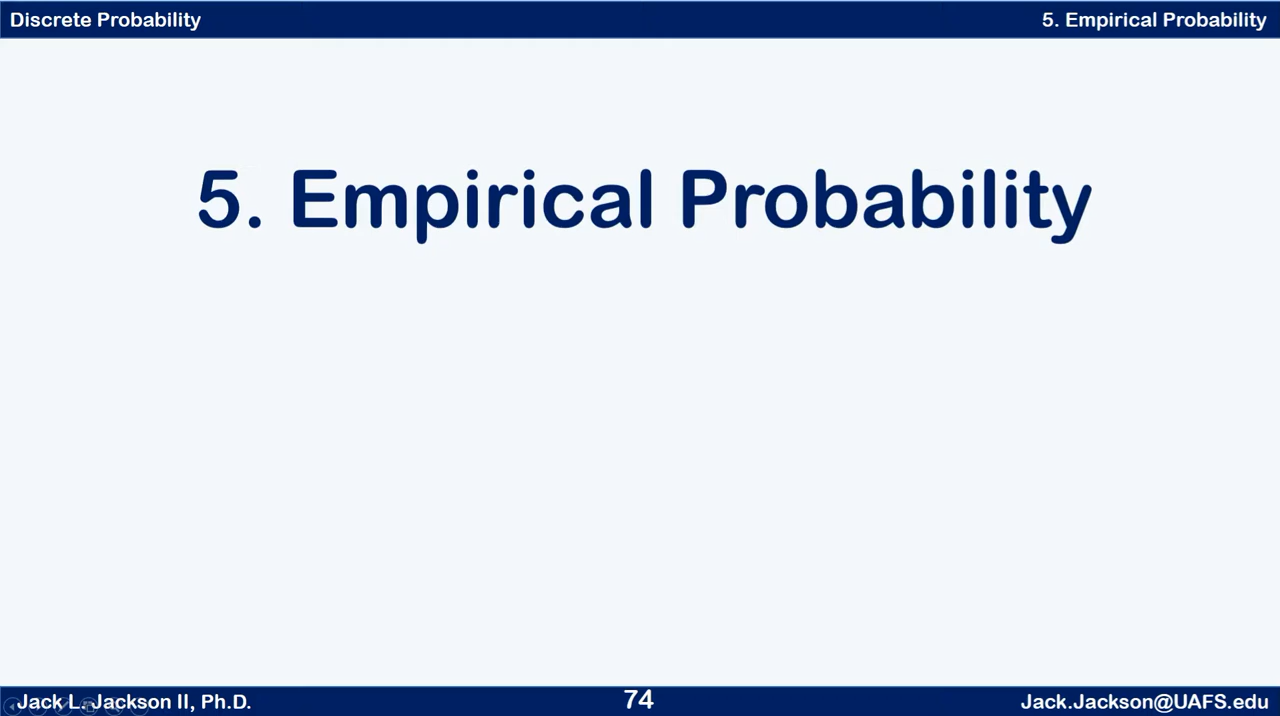 Discrete Probability
5. Empirical Probability
5. Empirical Probability
Jack L. Jackson II, Ph.D.
74
Jack.Jackson@UAFS.edu